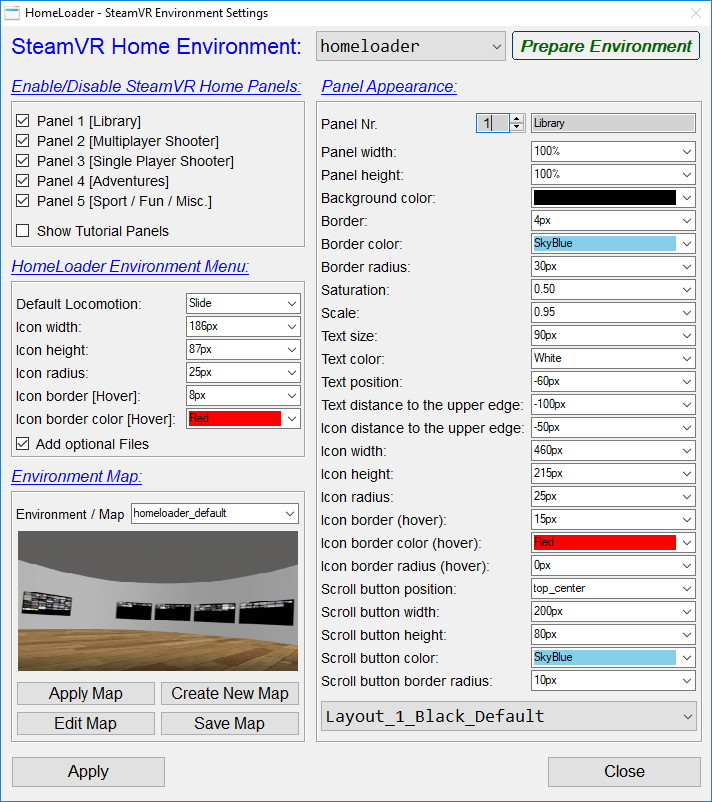 HomeLoader - SteamVR Environment Settings
SteamVR Home Environment: homeloader Prepare Environment
Enable/Disable SteamVR Home Panels:
Panel 1 [Library]
Panel 2 [Multiplayer Shooter]
Panel 3 [Single Player Shooter]
Panel 4 [Adventures]
Panel 5 [Sport / Fun / Misc.]
Show Tutorial Panels
HomeLoader Environment Menu:
Default Locomotion: Slide
Icon width: 186px
Icon height: 87px
Icon radius: 25px
Icon border [Hover]: 8px
Icon border color [Hover]: Red
Add optional Files
Environment Map:
Environment / Map homeloader_default
Apply Map Create New Map
Edit Map Save Map
Panel Appearance:
Panel Nr. 1 Library
Panel width: 100%
Panel height: 100%
Background color:
Border: 4px
Border color: SkyBlue
Border radius: 30px
Saturation: 0.50
Scale: 0.95
Text size: 90px
Text color: White
Text position: -60px
Text distance to the upper edge: -100px
Icon distance to the upper edge: -50px
Icon width: 460px
Icon height: 215px
Icon radius: 25px
Icon border (hover): 15px
Icon border color (hover): Red
Icon border radius (hover): 0px
Scroll button position: top_center
Scroll button width: 200px
Scroll button height: 80px
Scroll button color: SkyBlue
Scroll button border radius: 10px
Layout_1_Black_Default
Apply Close